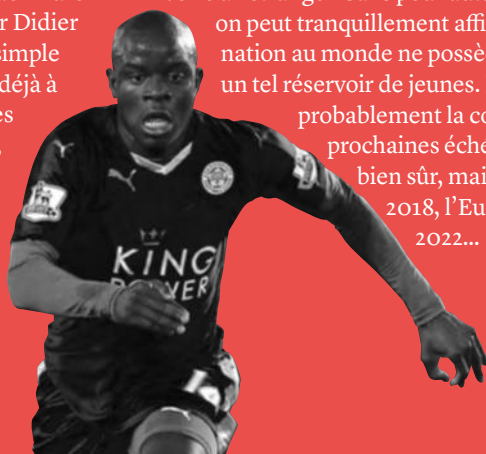 r Didier
simple
déjà à
es
on peut tranquillement affi
nation au monde ne possè
un tel réservoir de jeunes.
probablement la co
prochaines éche
bien sûr, mai
2018, l’Eu
2022...
KING
POWER